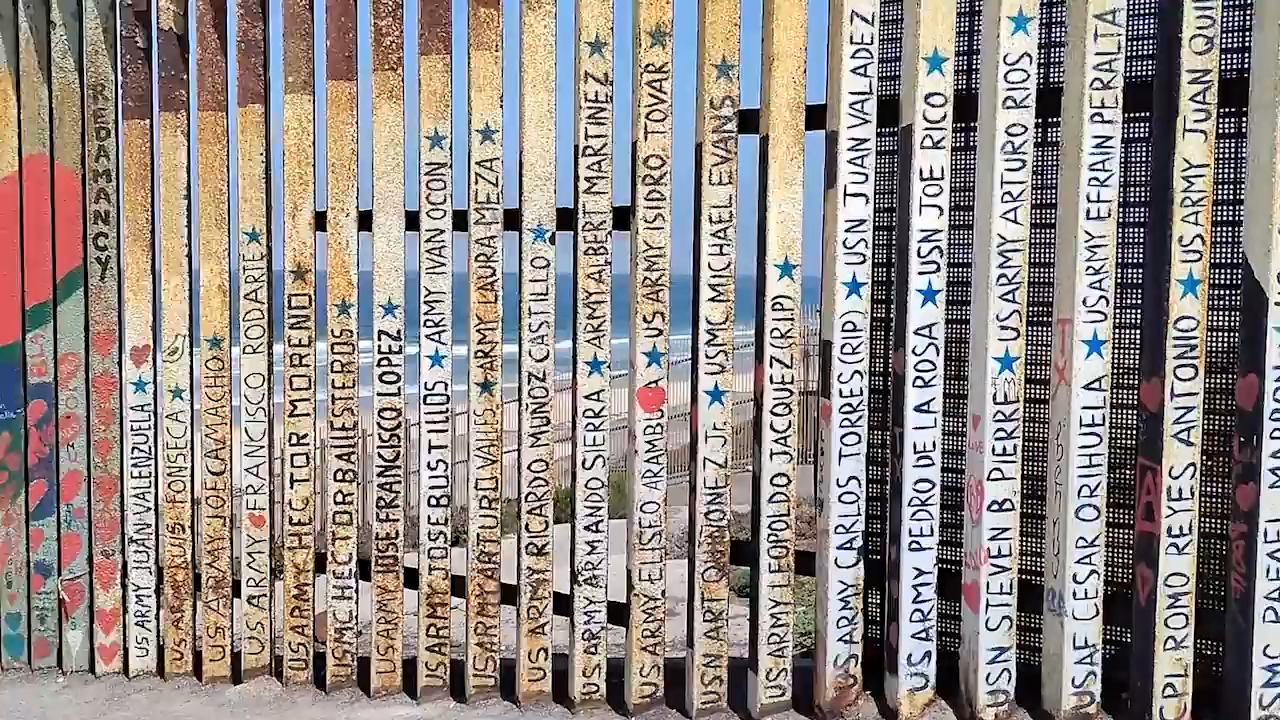 REDAMANCY
US ARMY JUAN VALENZUELA
US ARMY LUIS FONSECA
US ARMY JOE CAMACHO
US ARMY FRANCISCO RODARTE
US ARMY HECTOR MORENO
USMC HECTOR BALLESTEROS
US ARMY JOSE FRANCISCO LOPEZ
US ARMY JOSE BUSTILLOS ARMY IVAN OCON
US ARMY ARTURO VALLES ARMY LAURA MEZA
US ARMY RICARDO MUÑOZ CASTILLO
US ARMY ARMANDO SIERRA ARMY ALBERT MARTINEZ
US ARMY ELISEO ARAMBULA US ARMY ISIDRO TOVAR
USN ARTO QUIÑONEZ Jr. USMC MICHAEL EVANS
US ARMY LEOPOLDO JACQUEZ (RIP)
US ARMY CARLOS TORRES (RIP) USN JUAN VALADEZ
US ARMY PEDRO DE LA ROSA USN JOE RICO
USN STEVEN B PIERRE US ARMY ARTURO RIOS
USAF CESAR ORIHUELA US ARMY EFRAIN PERALTA
CPL ROMO REYES ANTONIO US ARMY JUAN QUI
SMC RAFAEL MARRON